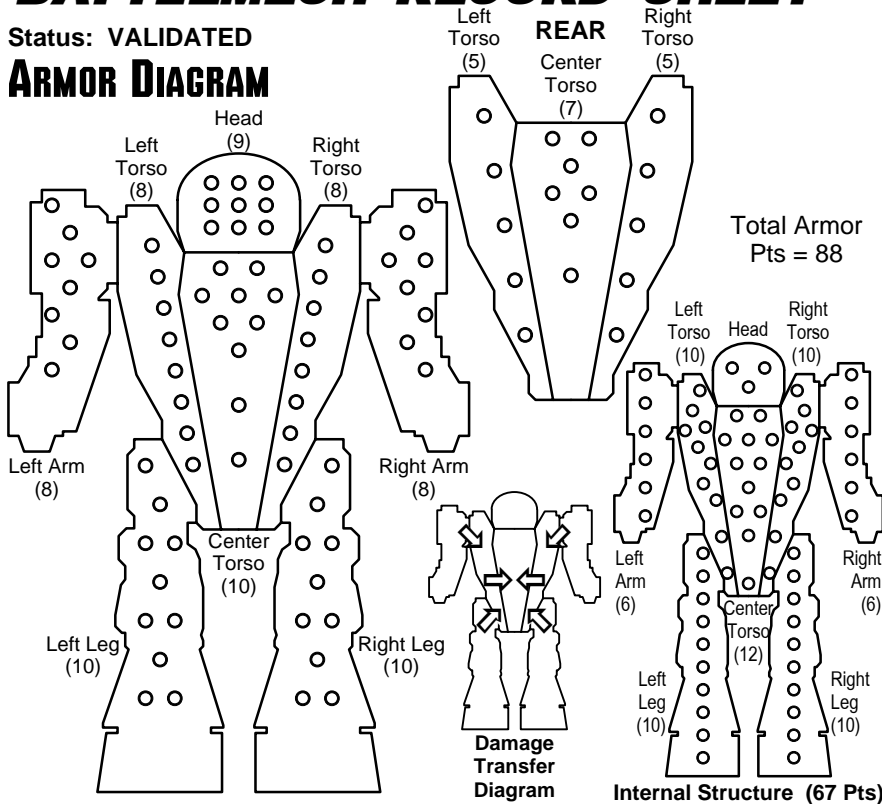 BATTLEMECH RECORD SHEET
Status: VALIDATED
ARMOR DIAGRAM
Head
(9)
Left
Torso
(8)
Right
Torso
(8)
Left Arm
(8)
Right Arm
(8)
Center
Torso
(10)
Left Leg
(10)
Right Leg
(10)
REAR
Left
Torso
(5)
Center
Torso
(7)
Right
Torso
(5)
Total Armor
Pts = 88
Damage
Transfer
Diagram
Left
Torso
(10)
Head
Right
Torso
(10)
Left
Arm
(6)
Right
Arm
(6)
Center
Torso
(12)
Left
Leg
(10)
Right
Leg
(10)
Internal Structure (67 Pts)